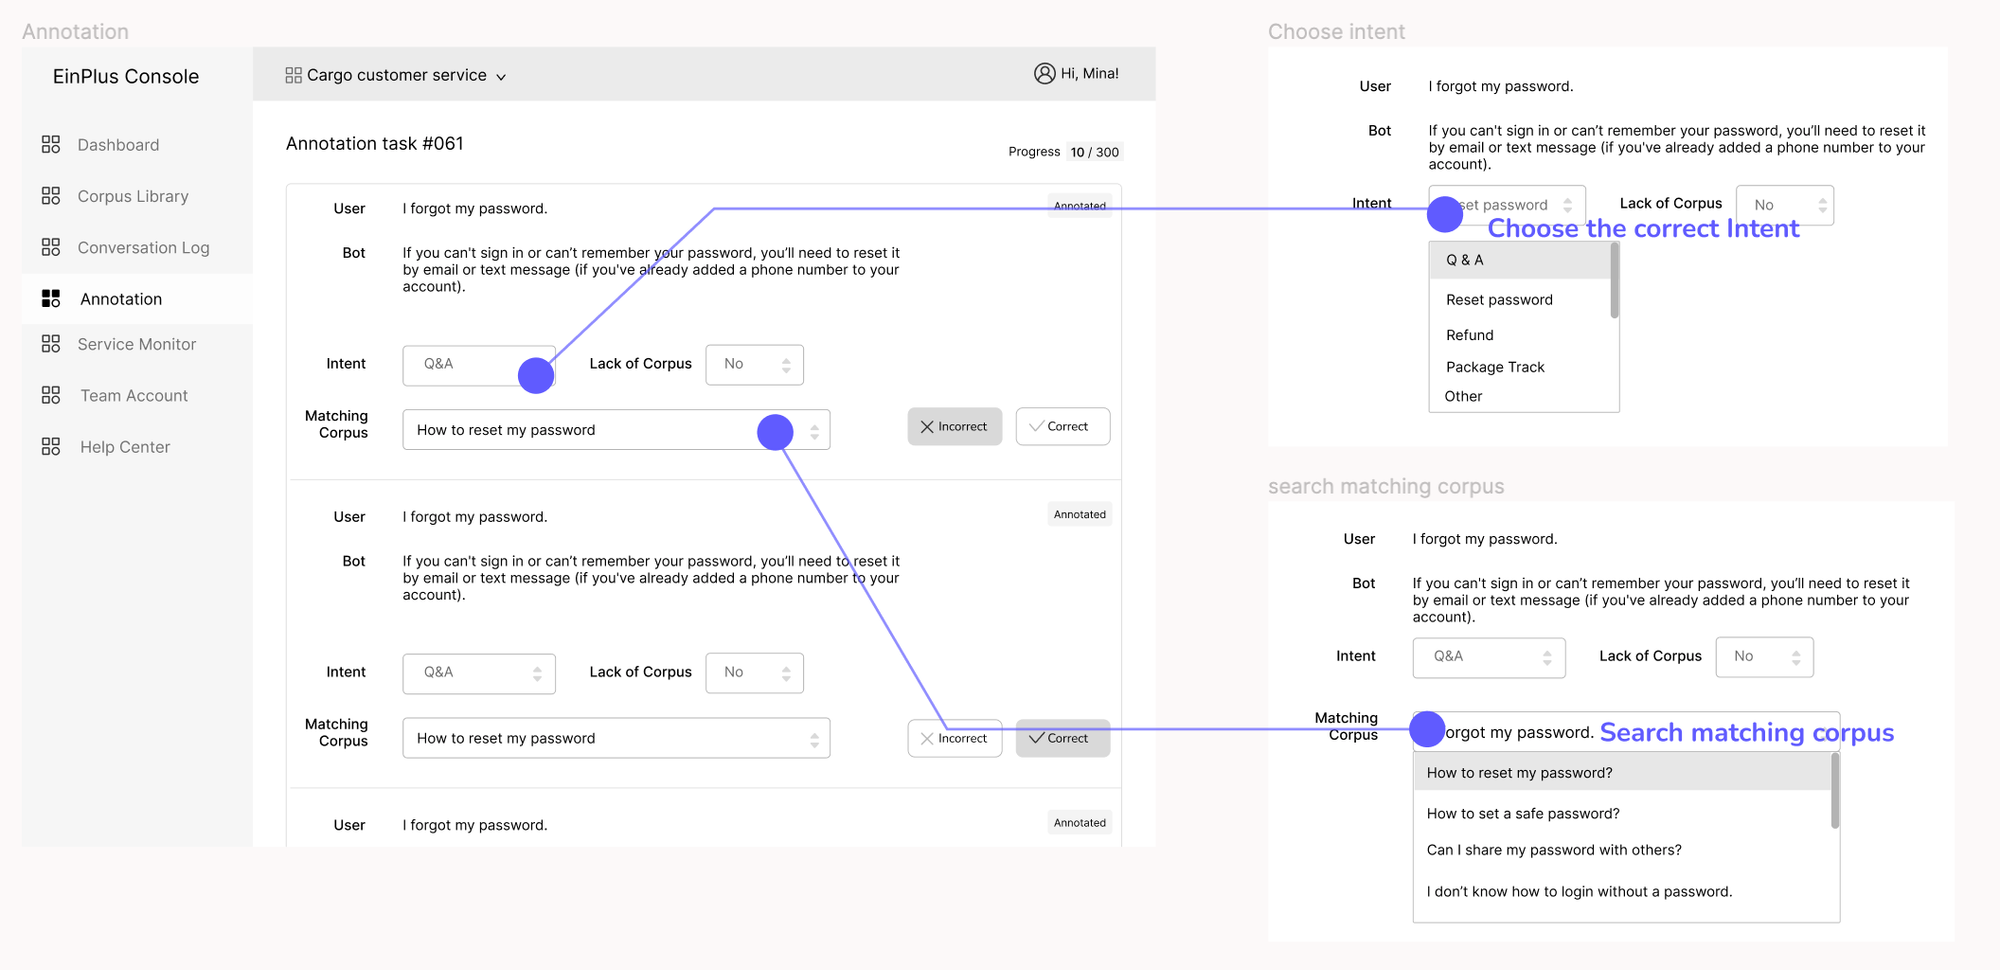 Annotation
EinPlus Console
Cargo customer service
Hi, Mina!
Dashboard
Corpus Library
Conversation Log
Annotation
Service Monitor
Team Account
Help Center
Annotation task #061
Progress 10 / 300
User I forgot my password.
Annotated
Bot If you can't sign in or can’t remember your password, you’ll need to reset it
by email or text message (if you've already added a phone number to your
account).
Intent Q&A Lack of Corpus No
Matching
Corpus
How to reset my password
Incorrect Correct
User I forgot my password.
Annotated
Bot If you can't sign in or can’t remember your password, you’ll need to reset it
by email or text message (if you've already added a phone number to your
account).
Intent Q&A Lack of Corpus No
Matching
Corpus
How to reset my password
Incorrect Correct
User I forgot my password.
Annotated
Choose intent
User I forgot my password.
Bot If you can't sign in or can’t remember your password, you’ll need to reset it
by email or text message (if you've already added a phone number to your
account).
Intent set password Lack of Corpus No
Choose the correct Intent
Q & A
Reset password
Refund
Package Track
Other
search matching corpus
User I forgot my password.
Bot If you can't sign in or can’t remember your password, you’ll need to reset it
by email or text message (if you've already added a phone number to your
account).
Intent Q&A Lack of Corpus No
Matching
Corpus
orgot my password. Search matching corpus
How to reset my password?
How to set a safe password?
Can I share my password with others?
I don’t know how to login without a password.